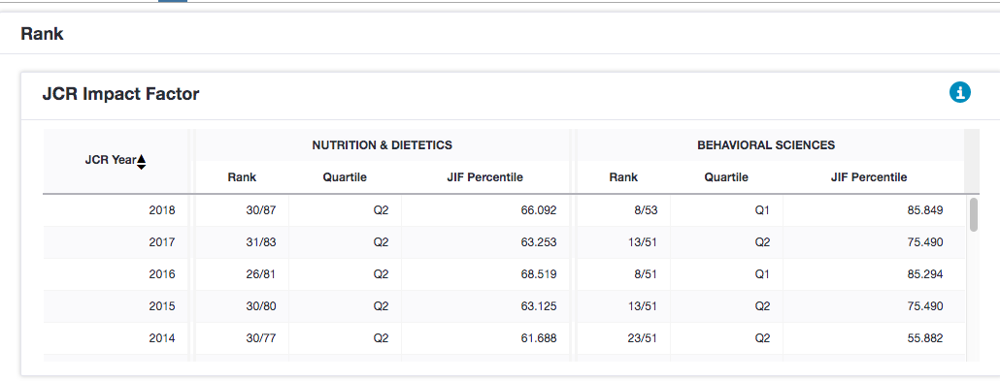 Rank
JCR Impact Factor
JCR Year NUTRITION & DIETETICS BEHAVIORAL SCIENCES
Rank Quartile JIF Percentile Rank Quartile JIF Percentile
2018 30/87 Q2 66.092 8/53 Q1 85.849
2017 31/83 Q2 63.253 13/51 Q2 75.490
2016 26/81 Q2 68.519 8/51 Q1 85.294
2015 30/80 Q2 63.125 13/51 Q2 75.490
2014 30/77 Q2 61.688 23/51 Q2 55.882